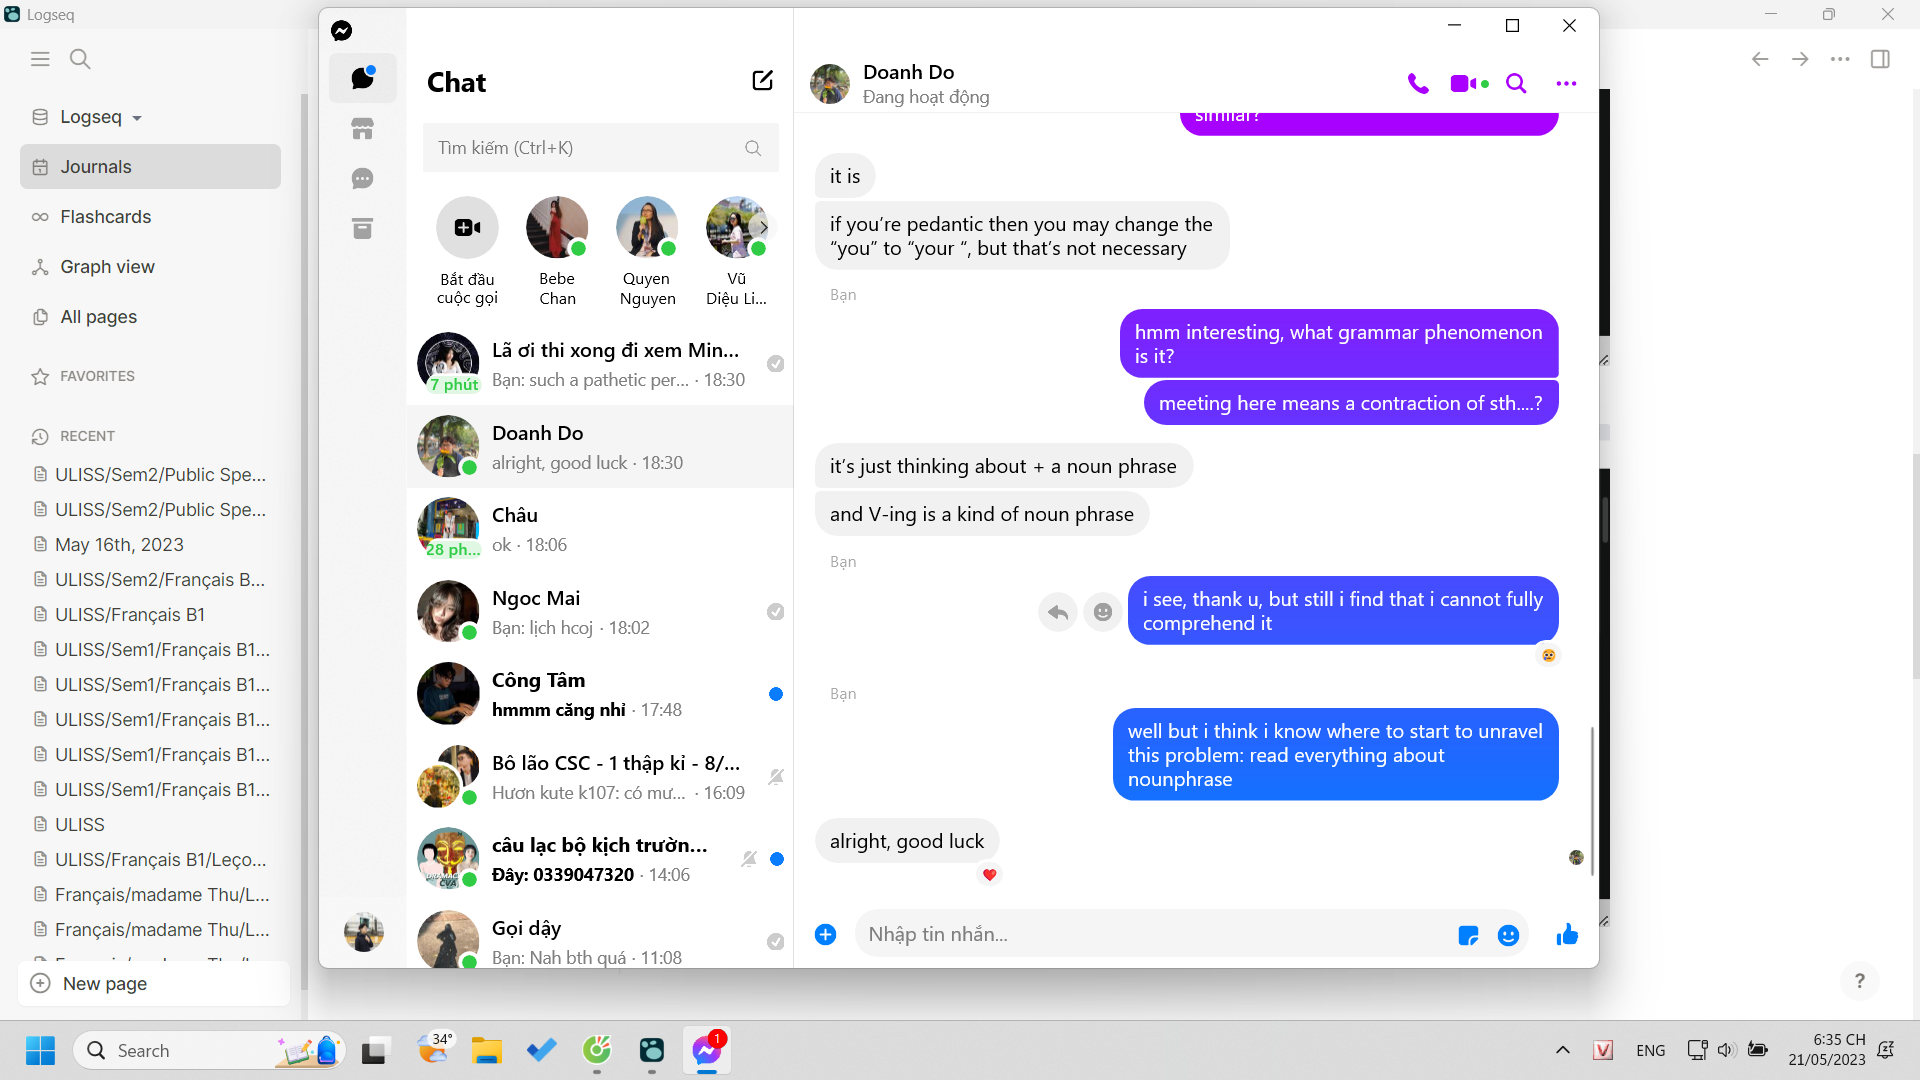 Logseq
Logseq
Journals
Flashcards
Graph view
All pages
FAVORITES
RECENT
ULISS/Sem2/Public Spe...
ULISS/Sem2/Public Spe...
May 16th, 2023
ULISS/Sem2/Français B...
ULISS/Français B1
ULISS/Sem1/Français B1...
ULISS/Sem1/Français B1...
ULISS/Sem1/Français B1...
ULISS/Sem1/Français B1...
ULISS/Sem1/Français B1...
ULISS
ULISS/Français B1/Leço...
Français/madame Thu/L...
Français/madame Thu/L...
New page
Chat
Tìm kiếm (Ctrl+K)
Bắt đầu
cuộc gọi
Bebe
Chan
Quyen
Nguyen
Vũ
Diệu Li...
Lã ơi thi xong đi xem Min...
Bạn: such a pathetic per... · 18:30
7 phút
Doanh Do
alright, good luck · 18:30
Châu
ok · 18:06
28 ph...
Ngoc Mai
Bạn: lịch hcoj · 18:02
Công Tâm
hmmm căng nhỉ · 17:48
Bô lão CSC - 1 thập kỉ - 8/...
Hươn kute k107: có mư... · 16:09
câu lạc bộ kịch trườn...
Đây: 0339047320 · 14:06
CVA
Gọi dậy
Bạn: Nah bth quá · 11:08
Doanh Do
Đang hoạt động
similar?
it is
if you're pedantic then you may change the
“you” to “your “, but that's not necessary
Bạn
hmm interesting, what grammar phenomenon
is it?
meeting here means a contraction of sth....?
it's just thinking about + a noun phrase
and V-ing is a kind of noun phrase
Bạn
i see, thank u, but still i find that i cannot fully
comprehend it
Bạn
well but i think i know where to start to unravel
this problem: read everything about
nounphrase
alright, good luck
Nhập tin nhắn...
?
Search
34°
1
V
ENG
6:35 CH
21/05/2023